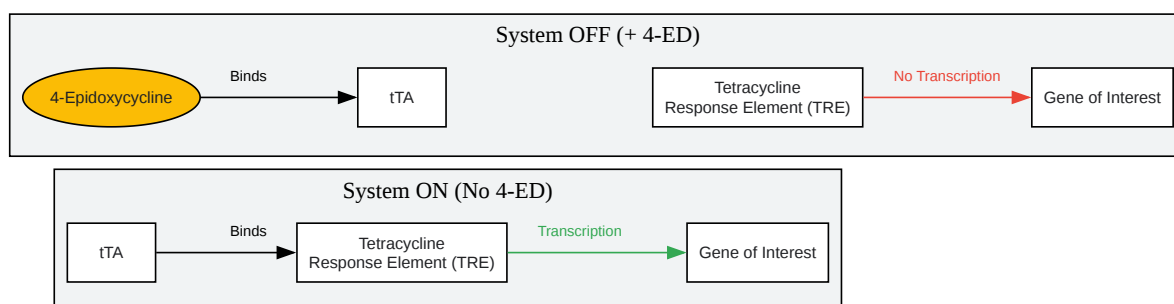 System OFF (+ 4-ED)
4-Epidoxycycline
Binds
tTA
Tetracycline
Response Element (TRE)
No Transcription
Gene of Interest
System ON (No 4-ED)
tTA
Binds
Tetracycline
Response Element (TRE)
Transcription
Gene of Interest